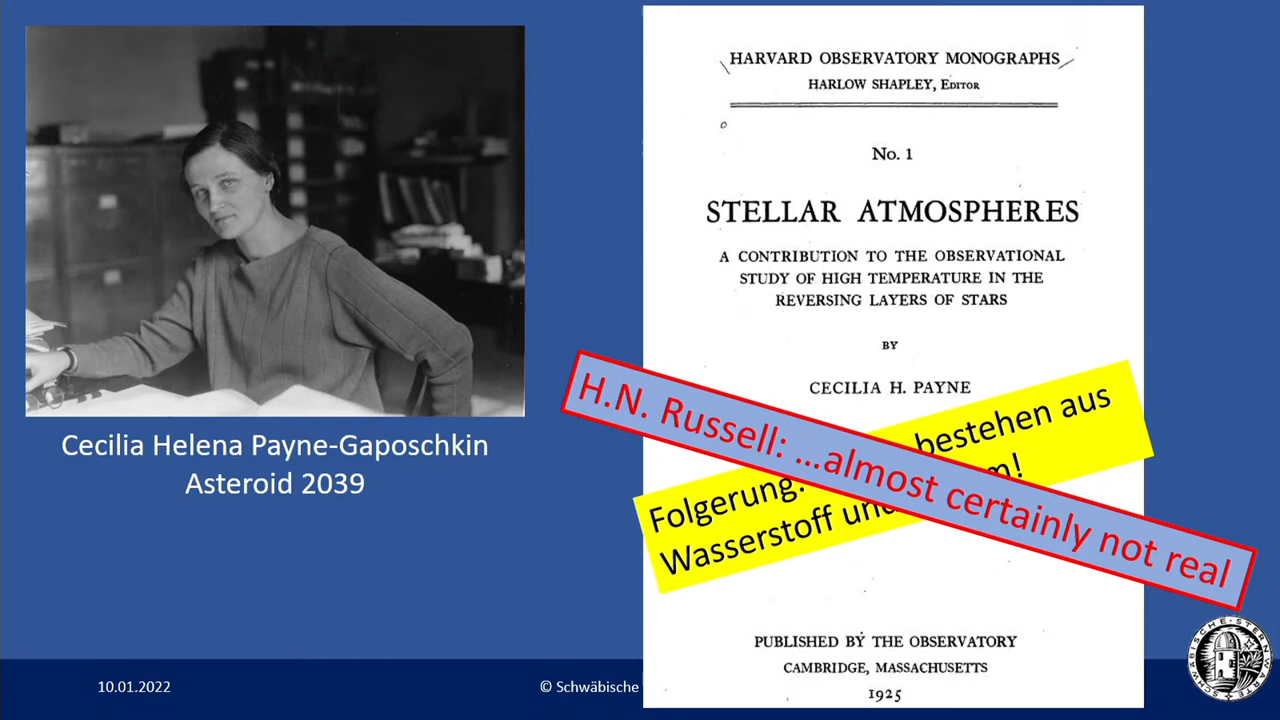 Cecilia Helena Payne-Gaposchkin
Asteroid 2039
HARVARD OBSERVATORY MONOGRAPHS
HARLOW SHAPLEY, EDITOR
No. 1
STELLAR ATMOSPHERES
A CONTRIBUTION TO THE OBSERVATIONAL
STUDY OF HIGH TEMPERATURE IN THE
REVERSING LAYERS OF STARS
BY
CECILIA H. PAYNE
Folgerung: bestehen aus
Wasserstoff und m!
H.N. Russell: ...almost certainly not real
PUBLISHED BY THE OBSERVATORY
CAMBRIDGE, MASSACHUSETTS
1925
10.01.2022
© Schwäbische
SCHWÄBISCHE · STERNWARTE